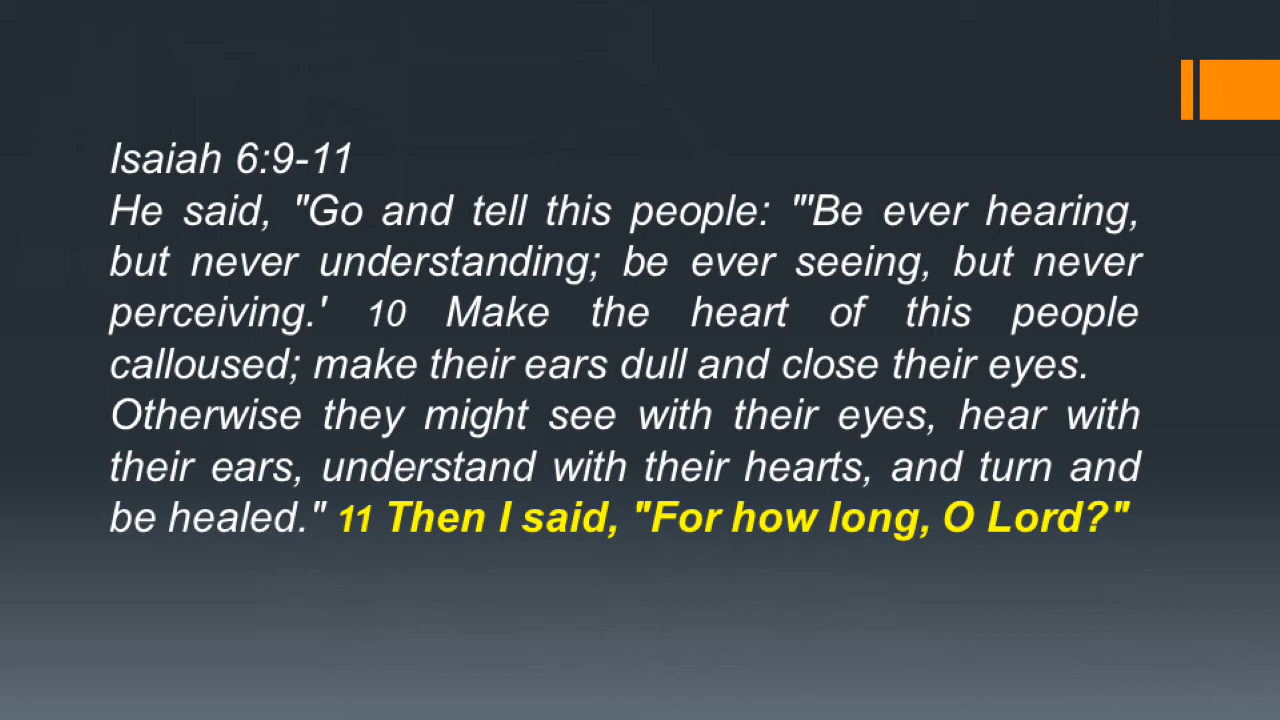 Isaiah 6:9-11
He said, "Go and tell this people: "'Be ever hearing,
but never understanding; be ever seeing, but never
perceiving.' 10 Make the heart of this people
calloused; make their ears dull and close their eyes.
Otherwise they might see with their eyes, hear with
their ears, understand with their hearts, and turn and
be healed." 11 Then I said, "For how long, O Lord?"